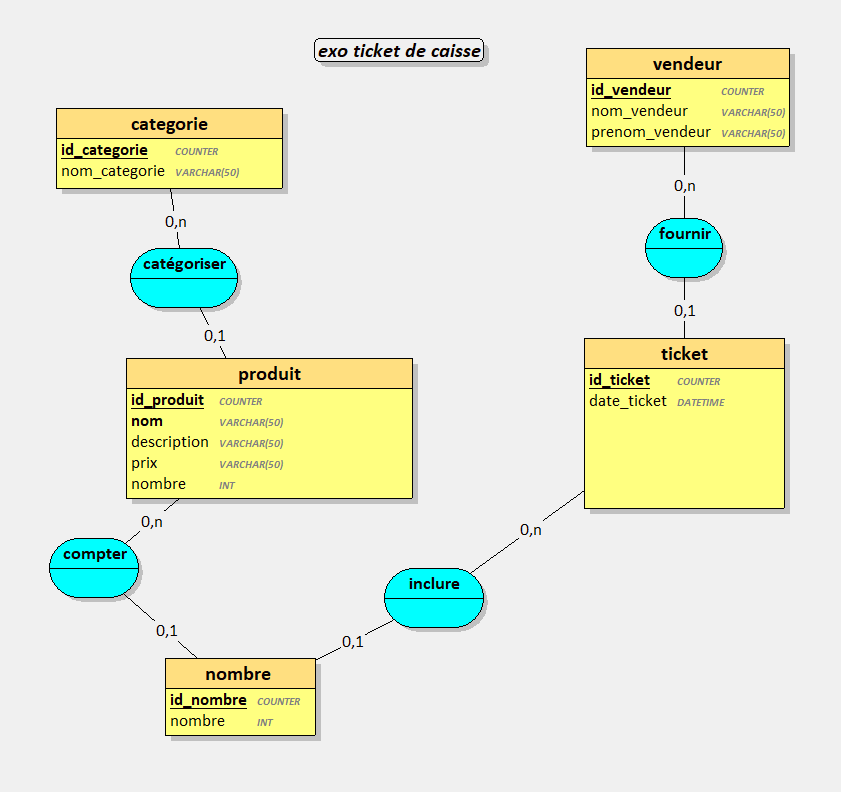 exo ticket de caisse
vendeur
id_vendeur COUNTER
nom_vendeur VARCHAR(50)
prenom_vendeur VARCHAR(50)
categorie
id_categorie COUNTER
nom_categorie VARCHAR(50)
0,n
0,n
catégoriser
fournir
0,1
0,1
produit
id_produit COUNTER
nom VARCHAR(50)
description VARCHAR(50)
prix VARCHAR(50)
nombre INT
ticket
id_ticket COUNTER
date_ticket DATETIME
0,n
0,n
compter
inclure
0,1
0,1
nombre
id_nombre COUNTER
nombre INT